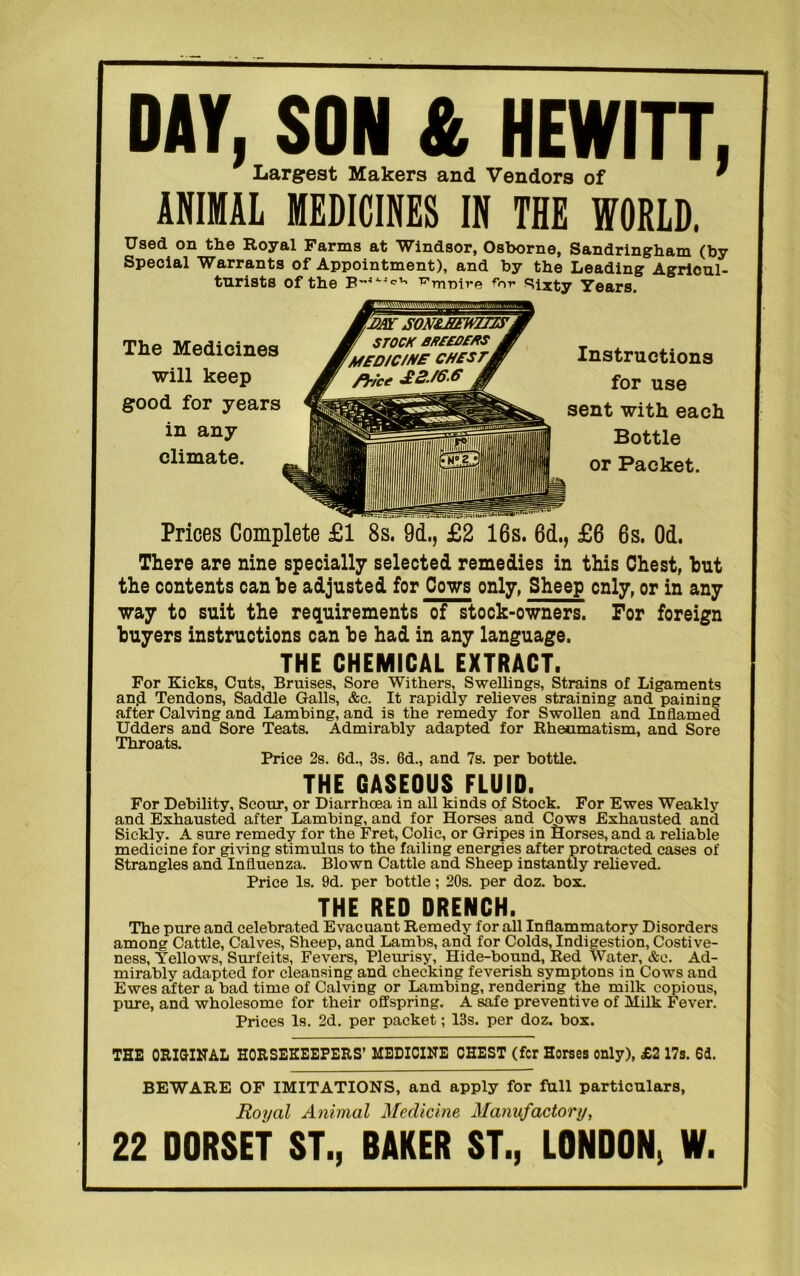 DAY, SON & HEWITT,
Largest Makers and Vendors of
ANIMAL MEDICINES IN THE WORLD.
Used on the Royal Farms at Windsor, Osborne, Sandringham (by
Special Warrants of Appointment), and by the Leading Agricul-
turists of the British Empire for Sixty Years.
The Medicines
will keep
good for years
in any
climate.
DAY SON & HEWITTS'
STOCK BREEDERS
MEDICINE CHEST
Price £2.16.6
Nº 2.
Instructions
for use
sent with each
Bottle
or Packet.
Prices Complete £1 8s. 9d., £2 16s. 6d., £6 6s. 0d.
There are nine specially selected remedies in this Chest, but
the contents can be adjusted for Cows only, Sheep only, or in any
way to suit the requirements of stock-owners. For foreign
buyers instructions can be had in any language.
THE CHEMICAL EXTRACT.
For Kicks, Cuts, Bruises, Sore Withers, Swellings, Strains of Ligaments
and Tendons, Saddle Galls, &c. It rapidly relieves straining and paining
after Calving and Lambing, and is the remedy for Swollen and Inflamed
Udders and Sore Teats. Admirably adapted for Rheumatism, and Sore
Throats.
Price 2s. 6d., 3s. 6d., and 7s. per bottle.
THE GASEOUS FLUID.
For Debility, Scour, or Diarrhœa in all kinds of Stock. For Ewes Weakly
and Exhausted after Lambing, and for Horses and Cows Exhausted and
Sickly. A sure remedy for the Fret, Colic, or Gripes in Horses, and a reliable
medicine for giving stimulus to the failing energies after protracted cases of
Strangles and Influenza. Blown Cattle and Sheep instantly relieved.
Price 1s. 9d. per bottle; 20s. per doz. box.
THE RED DRENCH.
The pure and celebrated Evacuant Remedy for all Inflammatory Disorders
among Cattle, Calves, Sheep, and Lambs, and for Colds, Indigestion, Costive-
ness, Yellows, Surfeits, Fevers, Pleurisy, Hide-bound, Red Water, &c. Ad-
mirably adapted for cleansing and checking feverish symptons in Cows and
Ewes after a bad time of Calving or Lambing, rendering the milk copious,
pure, and wholesome for their offspring. A safe preventive of Milk Fever.
Prices 1s. 2d. per packet; 13s. per doz. box.
THE ORIGINAL HORSEKEEPERS' MEDICINE CHEST (for Horses only), £2 17s. 6d.
BEWARE OF IMITATIONS, and apply for full particulars,
Royal Animal Medicine Manufactory,
22 DORSET ST., BAKER ST., LONDON, W.